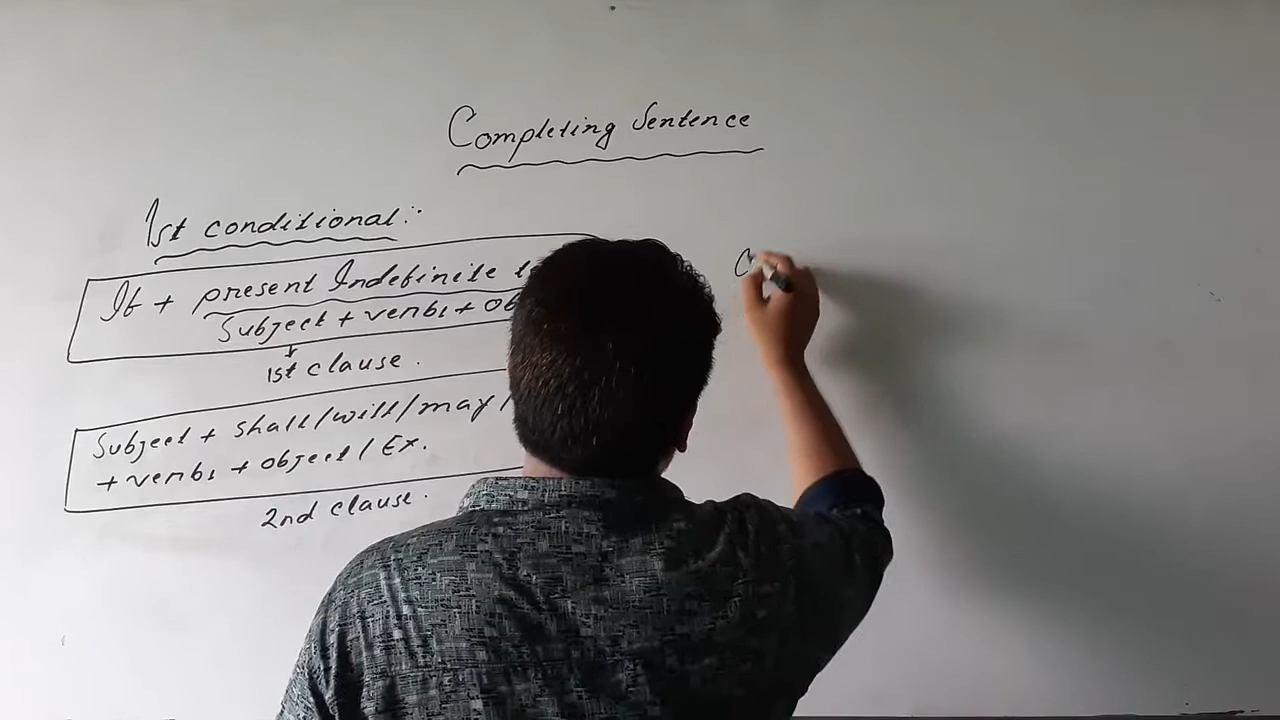 Completing Sentence
1st conditional:
If + present Indefinite
Subject + verb1 + ob
1st clause.
Subject + shall/will/may/
+ verb1 + object/Ex.
2nd clause.